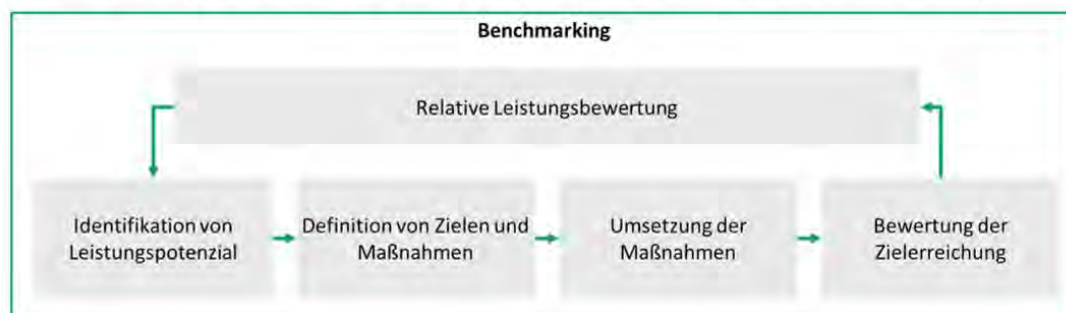 Benchmarking
Relative Leistungsbewertung
Identifikation von
Leistungspotenzial
Definition von Zielen und
Maßnahmen
Umsetzung der
Maßnahmen
Bewertung der
Zielerreichung